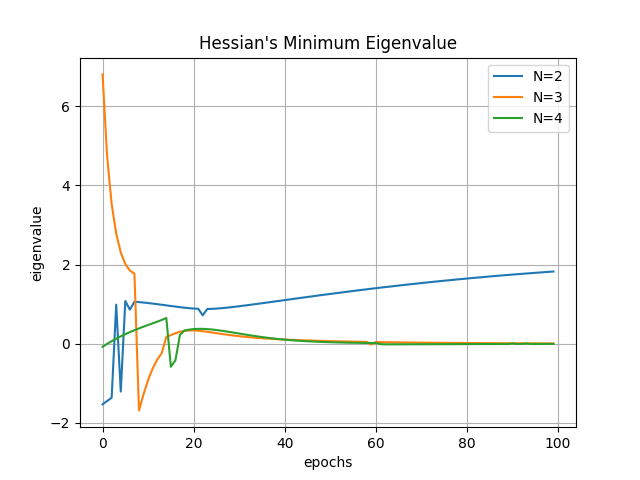 Hessian's Minimum Eigenvalue
N=2
N=3
N=4
6
4
2
0
−2
eigenvalue
0 20 40 60 80 100
epochs